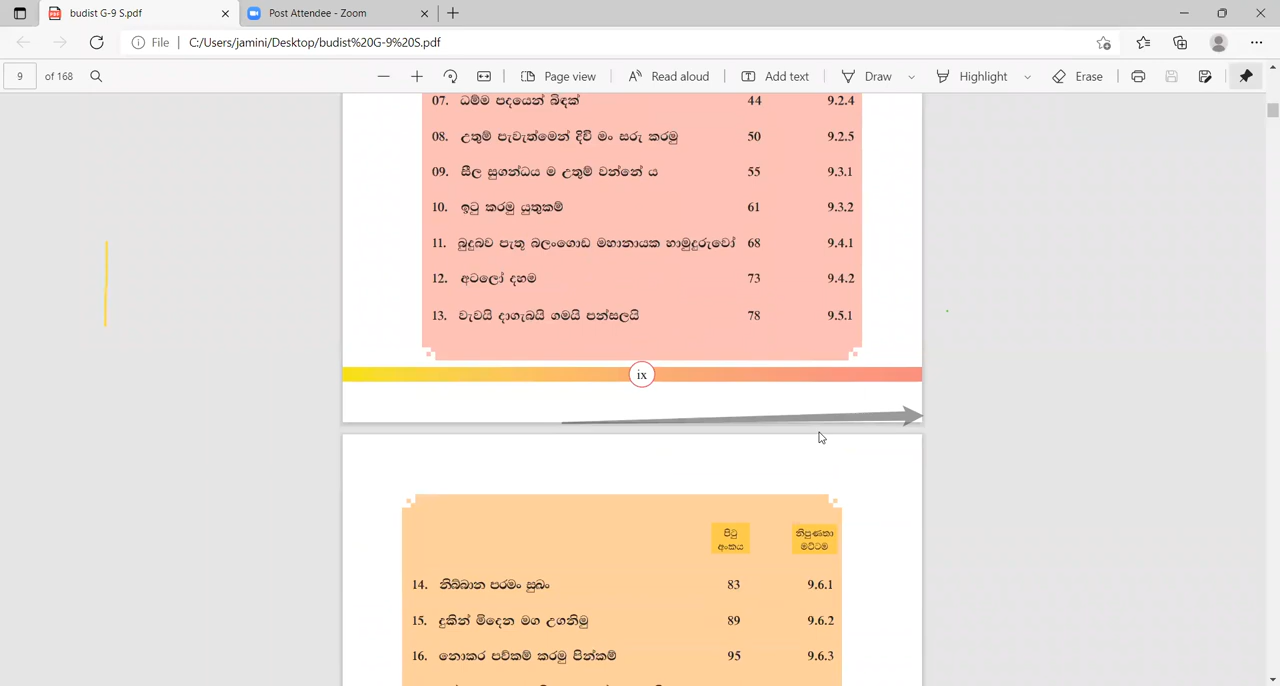 budist G-9 S.pdf
Post Attendee - Zoom
File C:/Users/jamini/Desktop/budist%20G-9%20S.pdf
9 of 168 Page view Read aloud Add text Draw Highlight Erase
07. ධම්ම පදයෙන් බිඳක් 44 9.2.4
08. උතුම් පැවැත්මෙන් දිවි මං සරු කරමු 50 9.2.5
09. සීල සුගන්ධය ම උතුම් වන්නේ ය 55 9.3.1
10. ඉටු කරමු යුතුකම් 61 9.3.2
11. බුදුබව පැතූ බලංගොඩ මහානායක හාමුදුරුවෝ 68 9.4.1
12. අටලෝ දහම 73 9.4.2
13. වැවයි දාගැබයි ගමයි පන්සලයි 78 9.5.1
ix
පිටු අංකය
නිපුණතා මට්ටම
14. නිබ්බාන පරමං සුඛං 83 9.6.1
15. දුකින් මිදෙන මග උගනිමු 89 9.6.2
16. නොකර පව්කම් කරමු පින්කම් 95 9.6.3